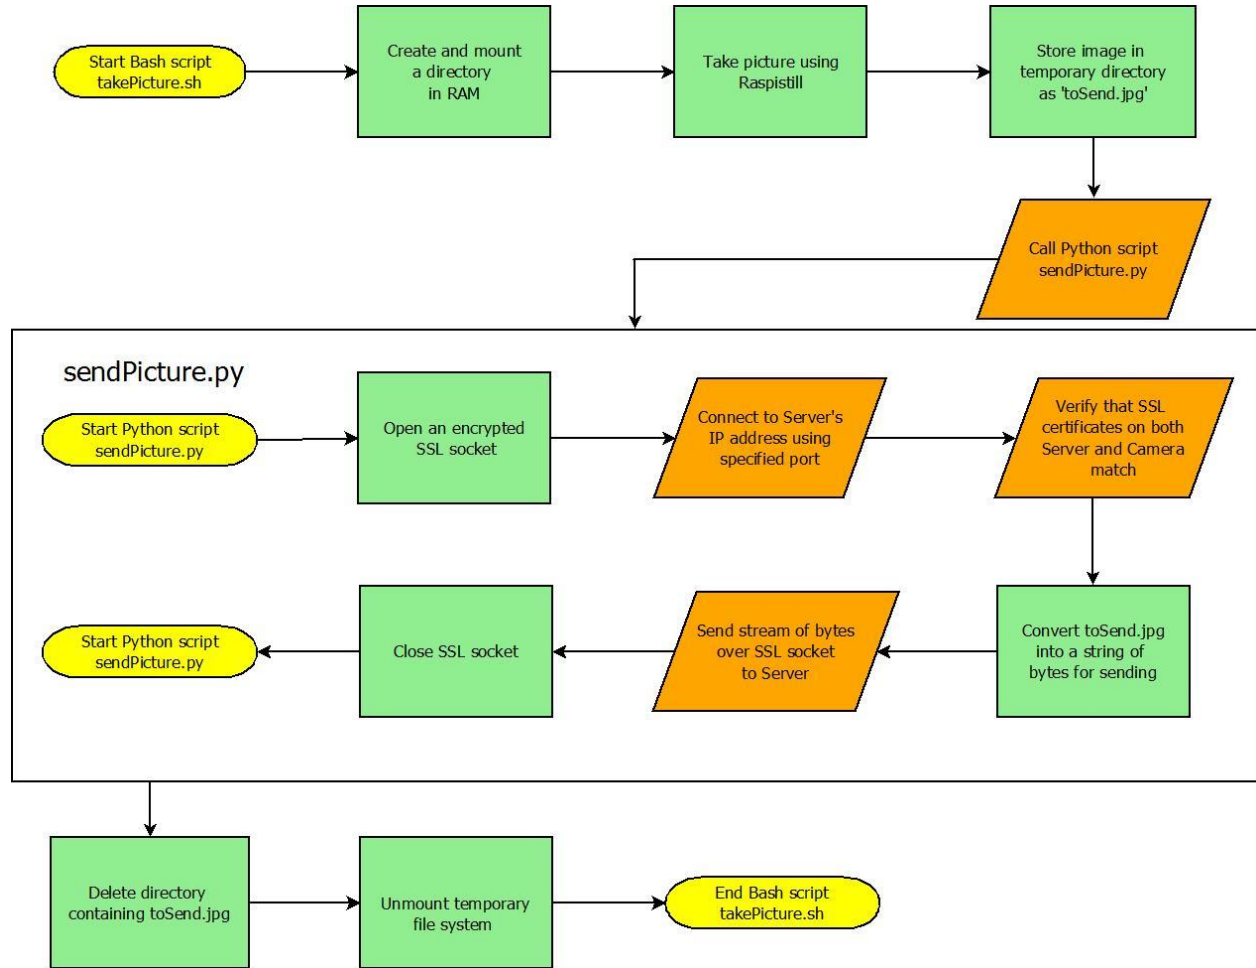 Start Bash script
takePicture.sh
Create and mount
a directory
in RAM
Take picture using
Raspistill
Store image in
temporary directory
as 'toSend.jpg'
Call Python script
sendPicture.py
sendPicture.py
Start Python script
sendPicture.py
Open an encrypted
SSL socket
Connect to Server's
IP address using
specified port
Verify that SSL
certificates on both
Server and Camera
match
Convert toSend.jpg
into a string of
bytes for sending
Send stream of bytes
over SSL socket
to Server
Close SSL socket
Start Python script
sendPicture.py
Delete directory
containing toSend.jpg
Unmount temporary
file system
End Bash script
takePicture.sh